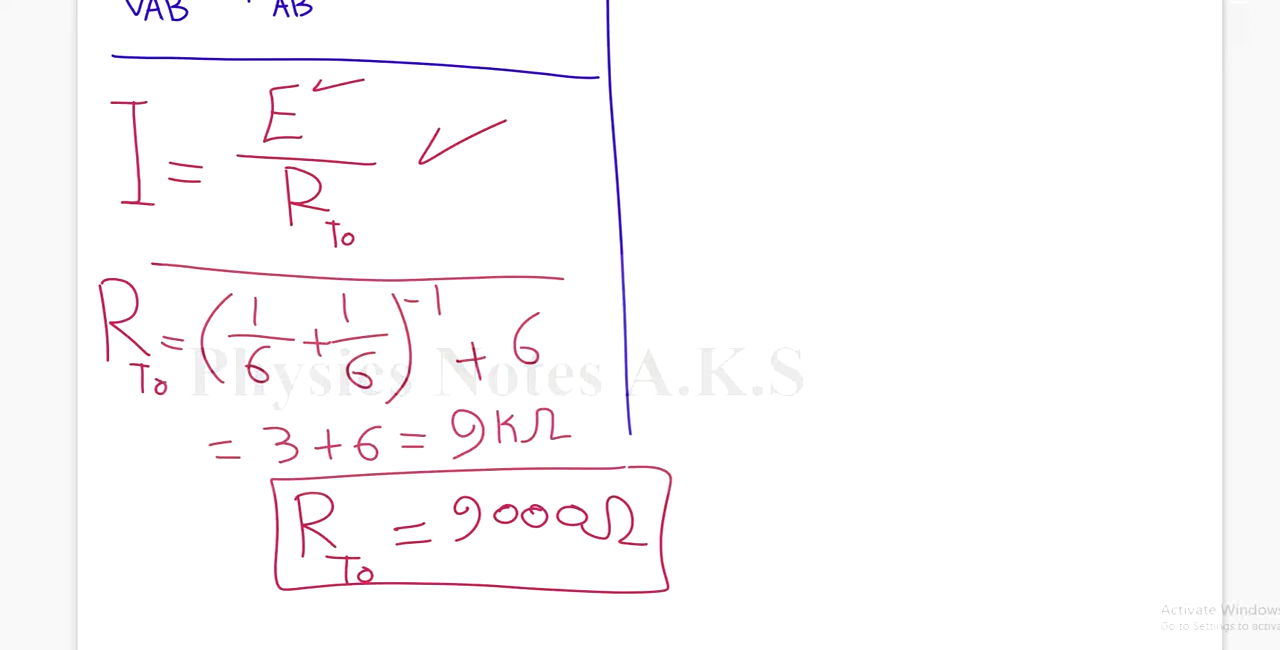 VAB AB
I = E / R_To
R_To = (1/6 + 1/6)^-1 + 6
Physics Notes A.K.S
= 3 + 6 = 9KΩ
R_To = 9000Ω
Activate Windows
Go to Settings to activa